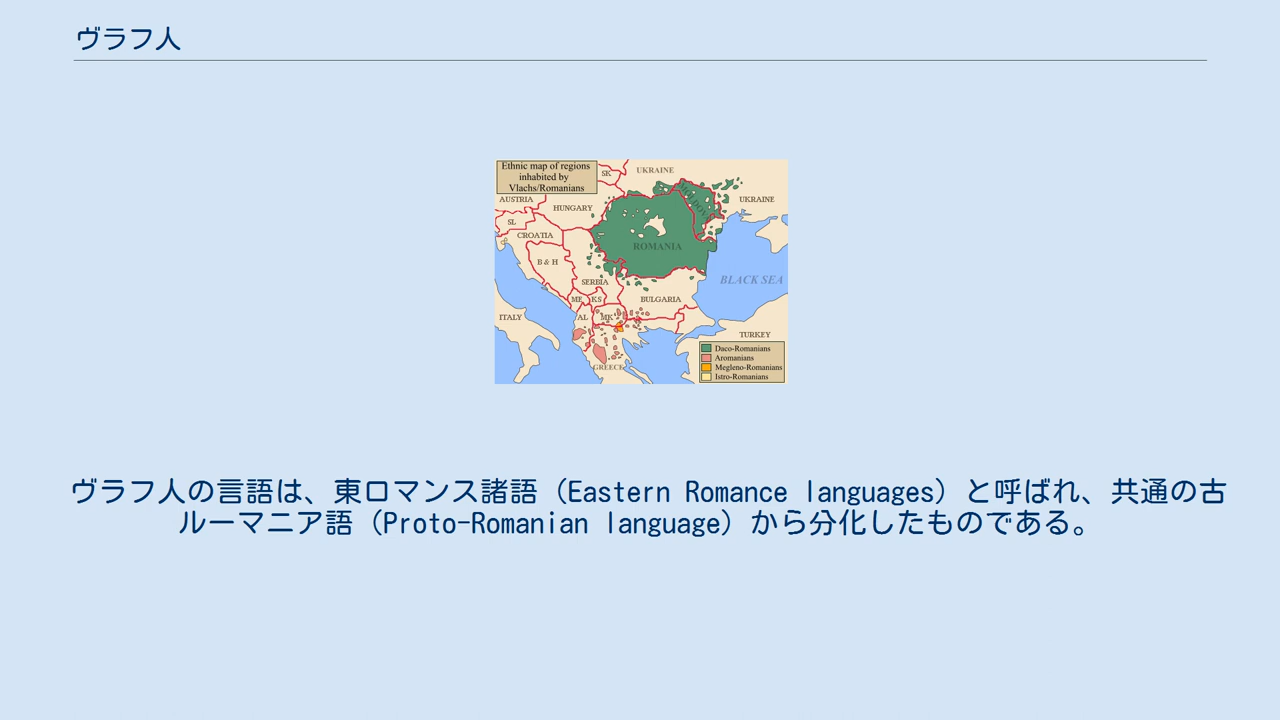 ヴラフ人
Ethnic map of regions
inhabited by
Vlachs/Romanians
SK
UKRAINE
AUSTRIA
HUNGARY
MOLDOVA
UKRAINE
SL
CROATIA
ROMANIA
B & H
SERBIA
BLACK SEA
ME
KS
BULGARIA
ITALY
AL
MK
TURKEY
GREECE
Daco-Romanians
Aromanians
Megleno-Romanians
Istro-Romanians
ヴラフ人の言語は、東ロマンス諸語（Eastern Romance languages）と呼ばれ、共通の古
ルーマニア語（Proto-Romanian language）から分化したものである。